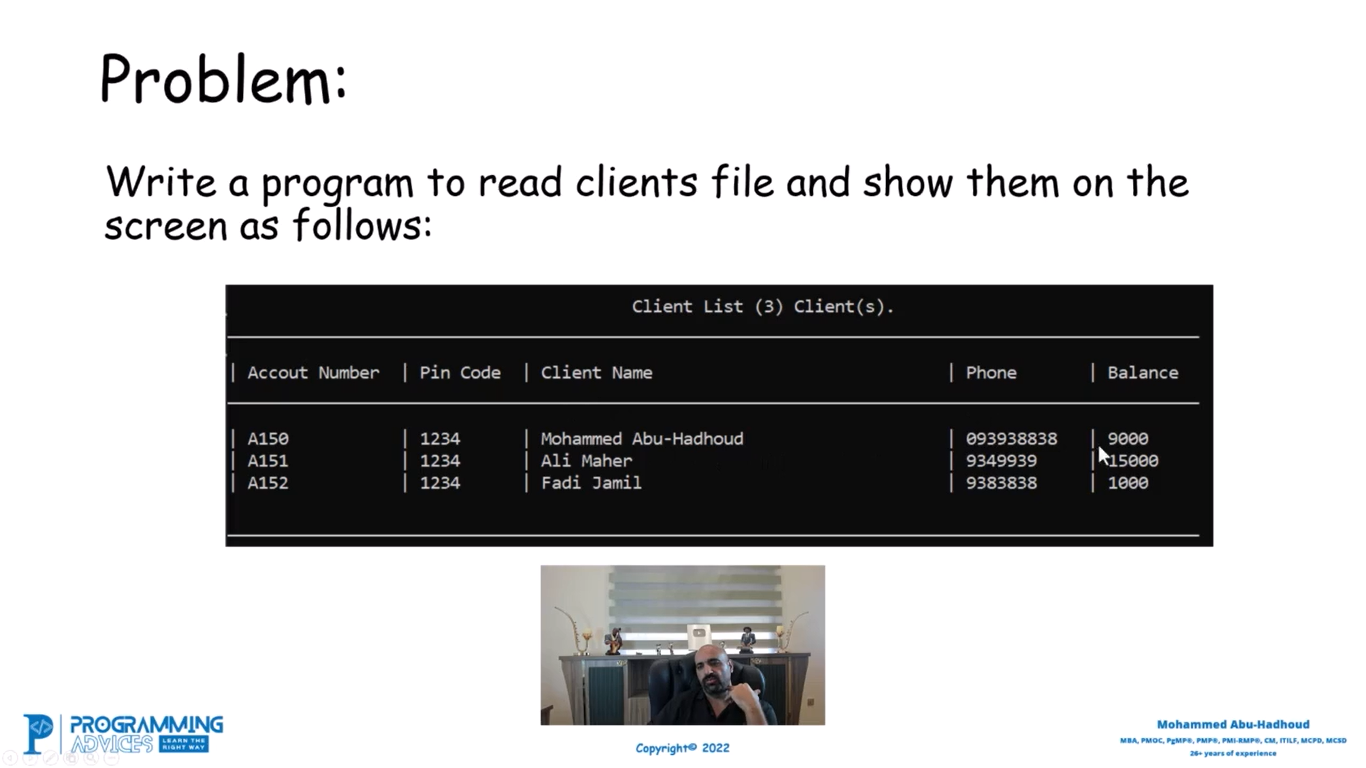 Problem:
Write a program to read clients file and show them on the
screen as follows:
Client List (3) Client(s).
| Accout Number | Pin Code | Client Name | Phone | Balance
| A150 | 1234 | Mohammed Abu-Hadhoud | 093938838 | 9000
| A151 | 1234 | Ali Maher | 9349939 | 15000
| A152 | 1234 | Fadi Jamil | 9383838 | 1000
PROGRAMMING
ADVICES LEARN THE
RIGHT WAY
Copyright© 2022
Mohammed Abu-Hadhoud
MBA, PMOC, PgMP®, PMP®, PMI-RMP®, CM, ITILF, MCPD, MCSD
26+ years of experience